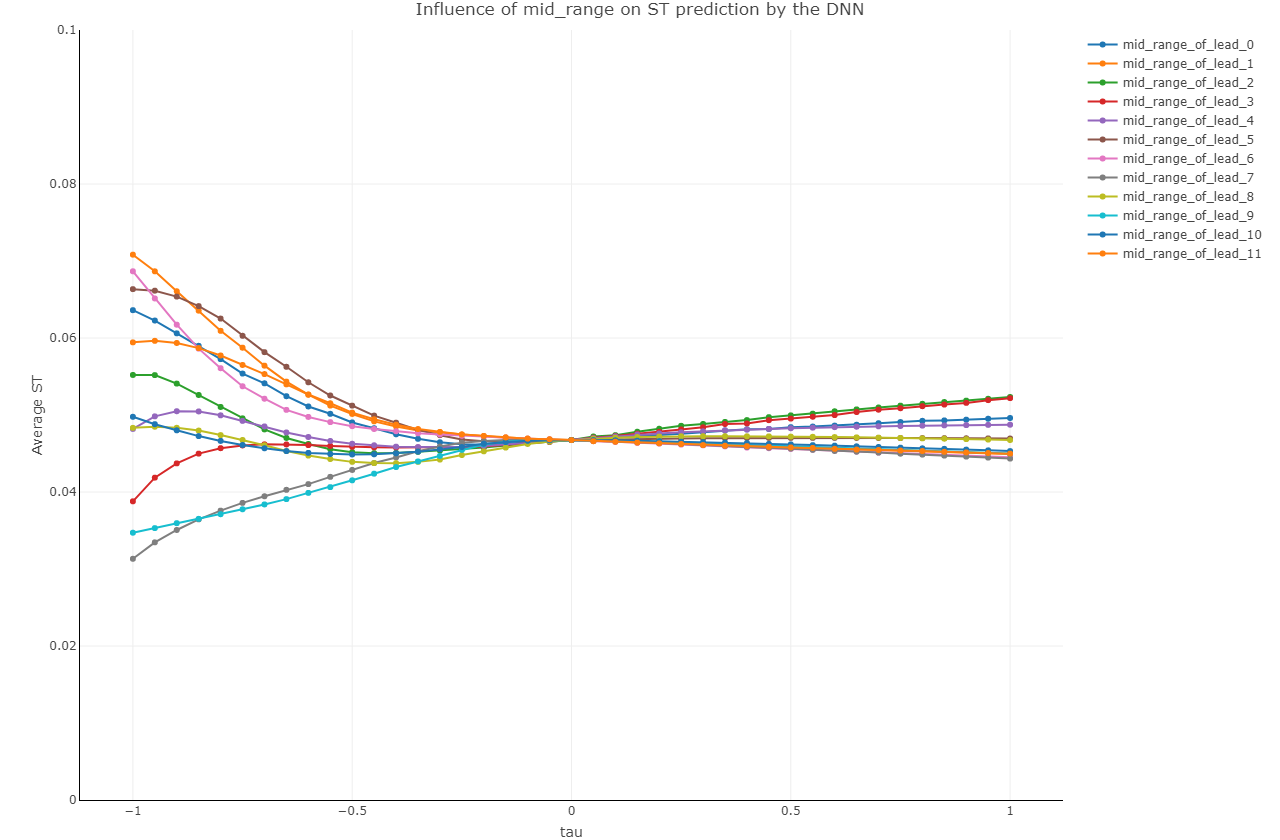 Influence of mid_range on ST prediction by the DNN
0.1
0.08
0.06
0.04
0.02
0
Average ST
−1
−0.5
0
0.5
1
tau
mid_range_of_lead_0
mid_range_of_lead_1
mid_range_of_lead_2
mid_range_of_lead_3
mid_range_of_lead_4
mid_range_of_lead_5
mid_range_of_lead_6
mid_range_of_lead_7
mid_range_of_lead_8
mid_range_of_lead_9
mid_range_of_lead_10
mid_range_of_lead_11